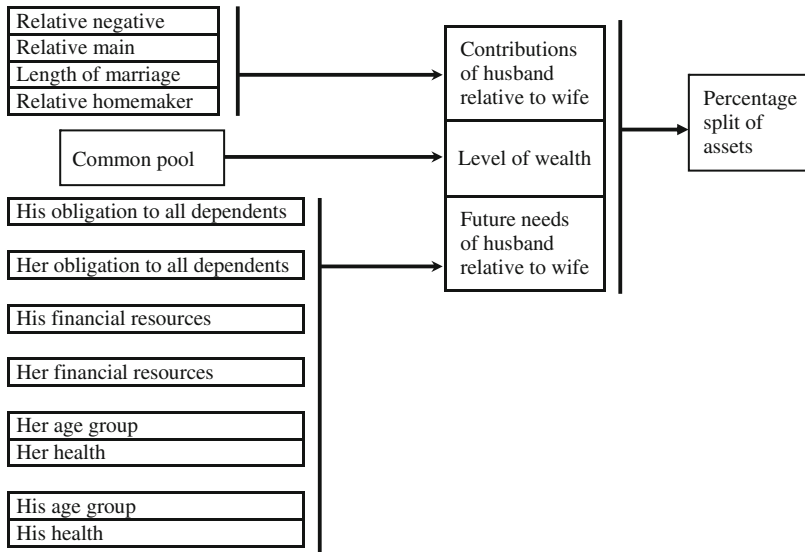 Relative negative
Relative main
Length of marriage
Relative homemaker
Common pool
His obligation to all dependents
Her obligation to all dependents
His financial resources
Her financial resources
Her age group
Her health
His age group
His health
Contributions
of husband
relative to wife
Level of wealth
Future needs
of husband
relative to wife
Percentage
split of
assets